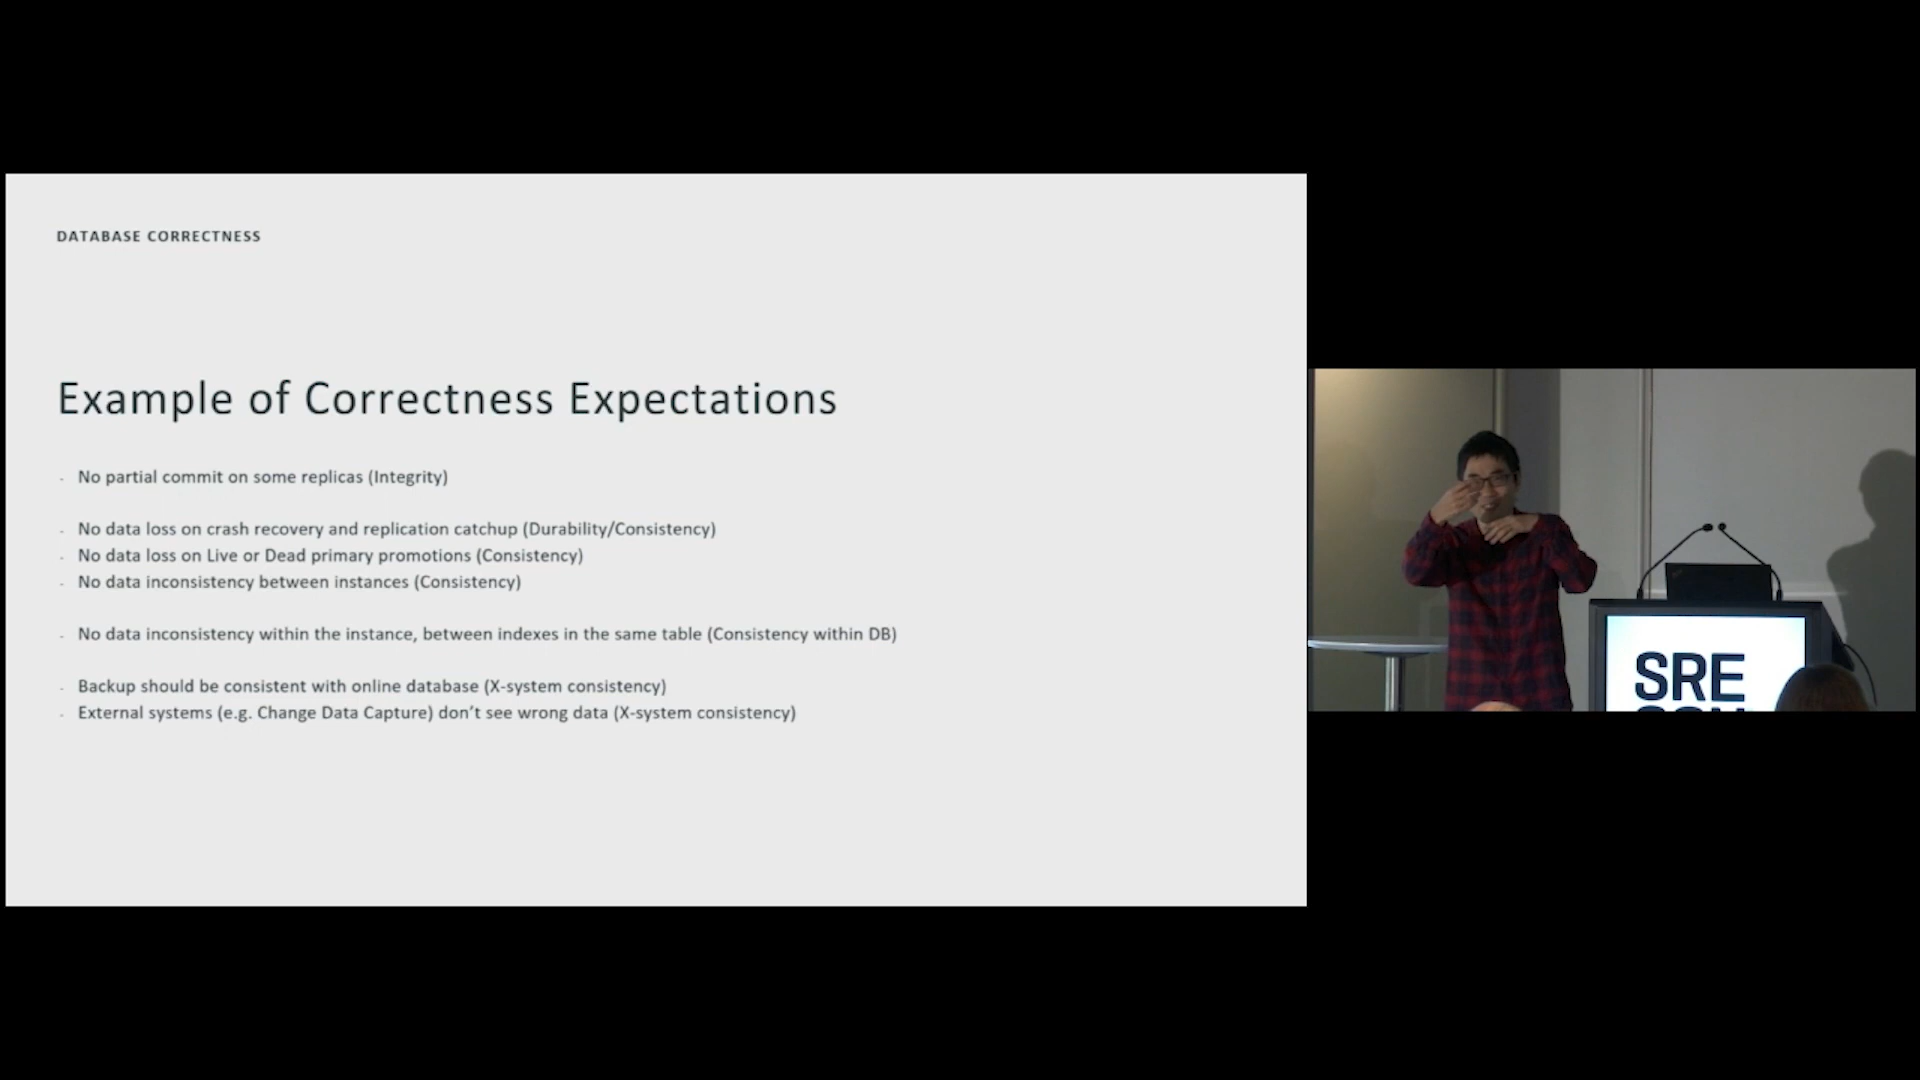 DATABASE CORRECTNESS
Example of Correctness Expectations
- No partial commit on some replicas (Integrity)
- No data loss on crash recovery and replication catchup (Durability/Consistency)
- No data loss on Live or Dead primary promotions (Consistency)
- No data inconsistency between instances (Consistency)
- No data inconsistency within the instance, between indexes in the same table (Consistency within DB)
- Backup should be consistent with online database (X-system consistency)
- External systems (e.g. Change Data Capture) don’t see wrong data (X-system consistency)
SRE